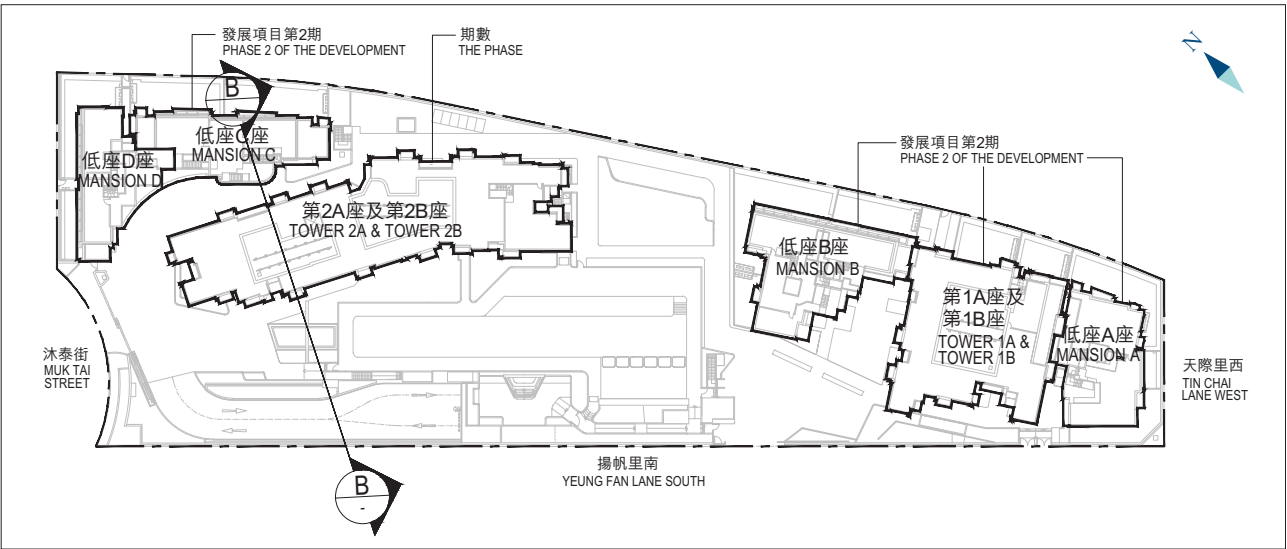 發展項目第2期
PHASE 2 OF THE DEVELOPMENT
期數
THE PHASE
N
B
低座C座
MANSION C
低座D座
MANSION D
第2A座及第2B座
TOWER 2A & TOWER 2B
發展項目第2期
PHASE 2 OF THE DEVELOPMENT
低座B座
MANSION B
第1A座及
第1B座
TOWER 1A &
TOWER 1B
低座A座
MANSION A
沐泰街
MUK TAI
STREET
天際里西
TIN CHAI
LANE WEST
揚帆里南
YEUNG FAN LANE SOUTH
B
-